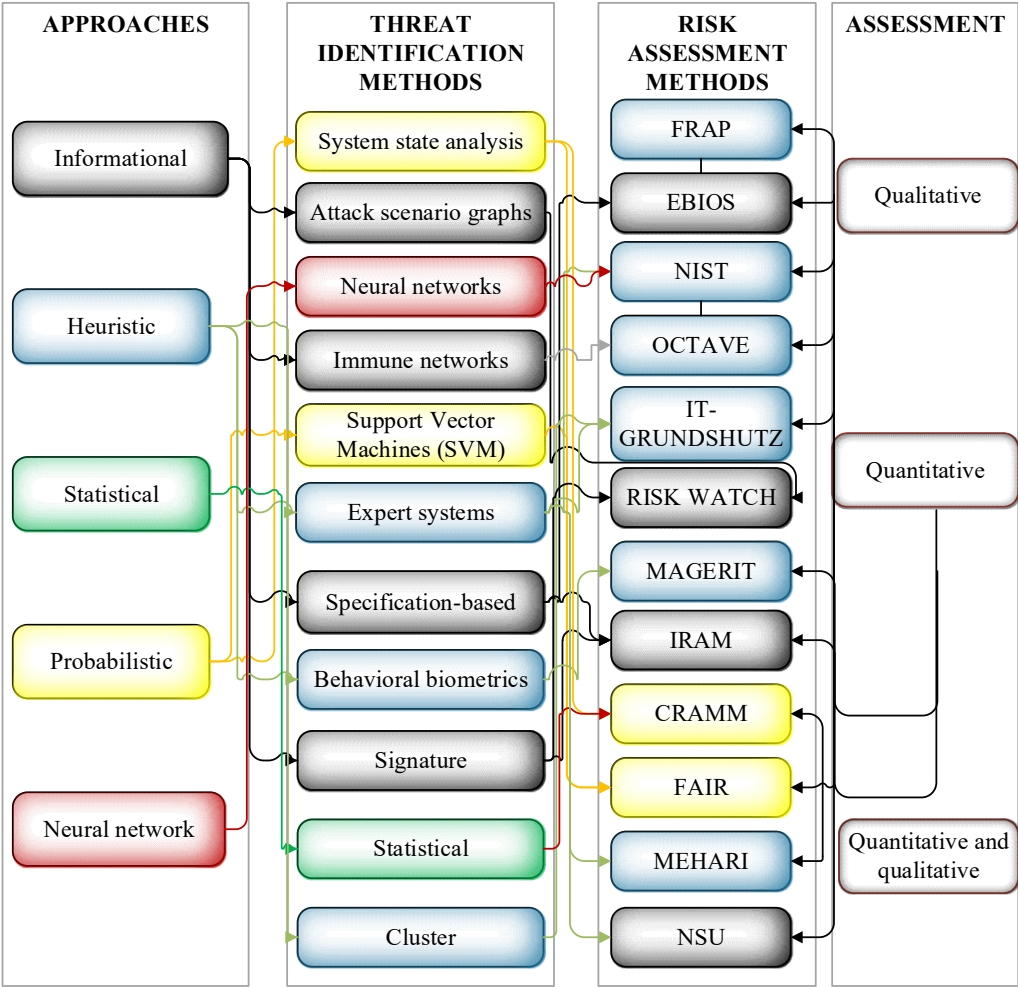 APPROACHES
Informational
Heuristic
Statistical
Probabilistic
Neural network
THREAT
IDENTIFICATION
METHODS
System state analysis
Attack scenario graphs
Neural networks
Immune networks
Support Vector
Machines (SVM)
Expert systems
Specification-based
Behavioral biometrics
Signature
Statistical
Cluster
RISK
ASSESSMENT
METHODS
FRAP
EBIOS
NIST
OCTAVE
IT-
GRUNDSHUTZ
RISK WATCH
MAGERIT
IRAM
CRAMM
FAIR
MEHARI
NSU
ASSESSMENT
Qualitative
Quantitative
Quantitative and
qualitative